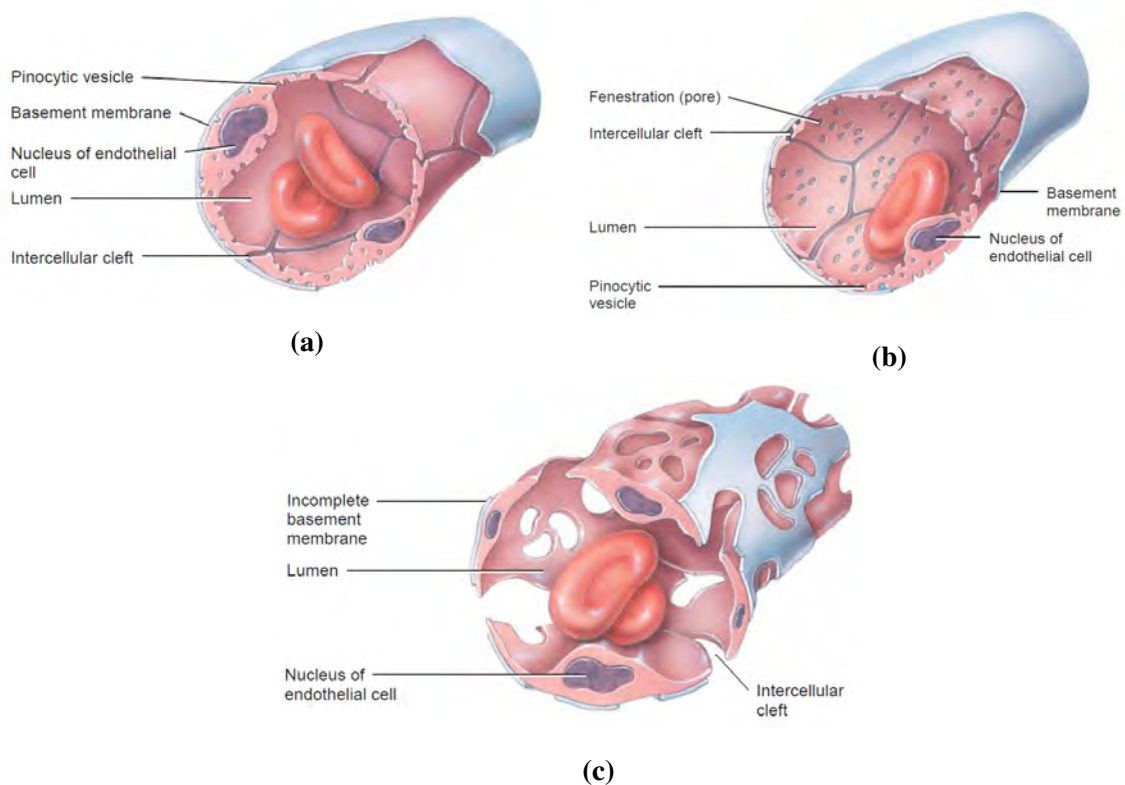 Pinocytic vesicle
Basement membrane
Nucleus of endothelial
cell
Lumen
Intercellular cleft
(a)
Fenestration (pore)
Intercellular cleft
Lumen
Pinocytic
vesicle
Basement
membrane
Nucleus of
endothelial cell
(b)
Incomplete
basement
membrane
Lumen
Nucleus of
endothelial cell
Intercellular
cleft
(c)